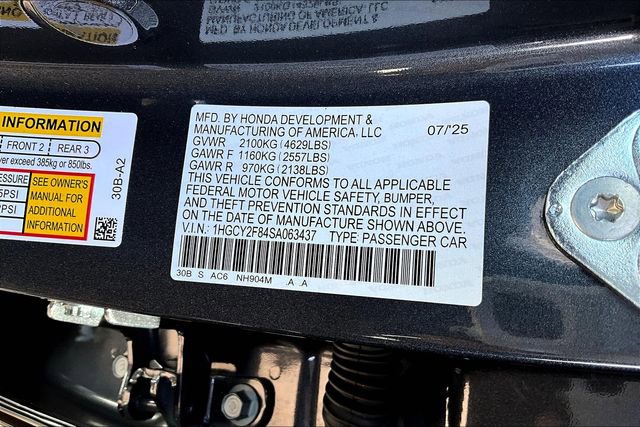 INFORMATION
FRONT 2 REAR 3
er exceed 385kg or 850lbs.
SEE OWNER'S
MANUAL FOR
ADDITIONAL
INFORMATION
30B-A2
MFD. BY HONDA DEVELOPMENT &
MANUFACTURING OF AMERICA, LLC 07/'25
GVWR 2100KG (4629LBS)
GAWR F 1160KG (2557LBS)
GAWR R 970KG (2138LBS)
THIS VEHICLE CONFORMS TO ALL APPLICABLE
FEDERAL MOTOR VEHICLE SAFETY, BUMPER,
AND THEFT PREVENTION STANDARDS IN EFFECT
ON THE DATE OF MANUFACTURE SHOWN ABOVE.
V.I.N.: 1HGCY2F84SA063437 TYPE: PASSENGER CAR
30B S AC6 NH904M .A .A